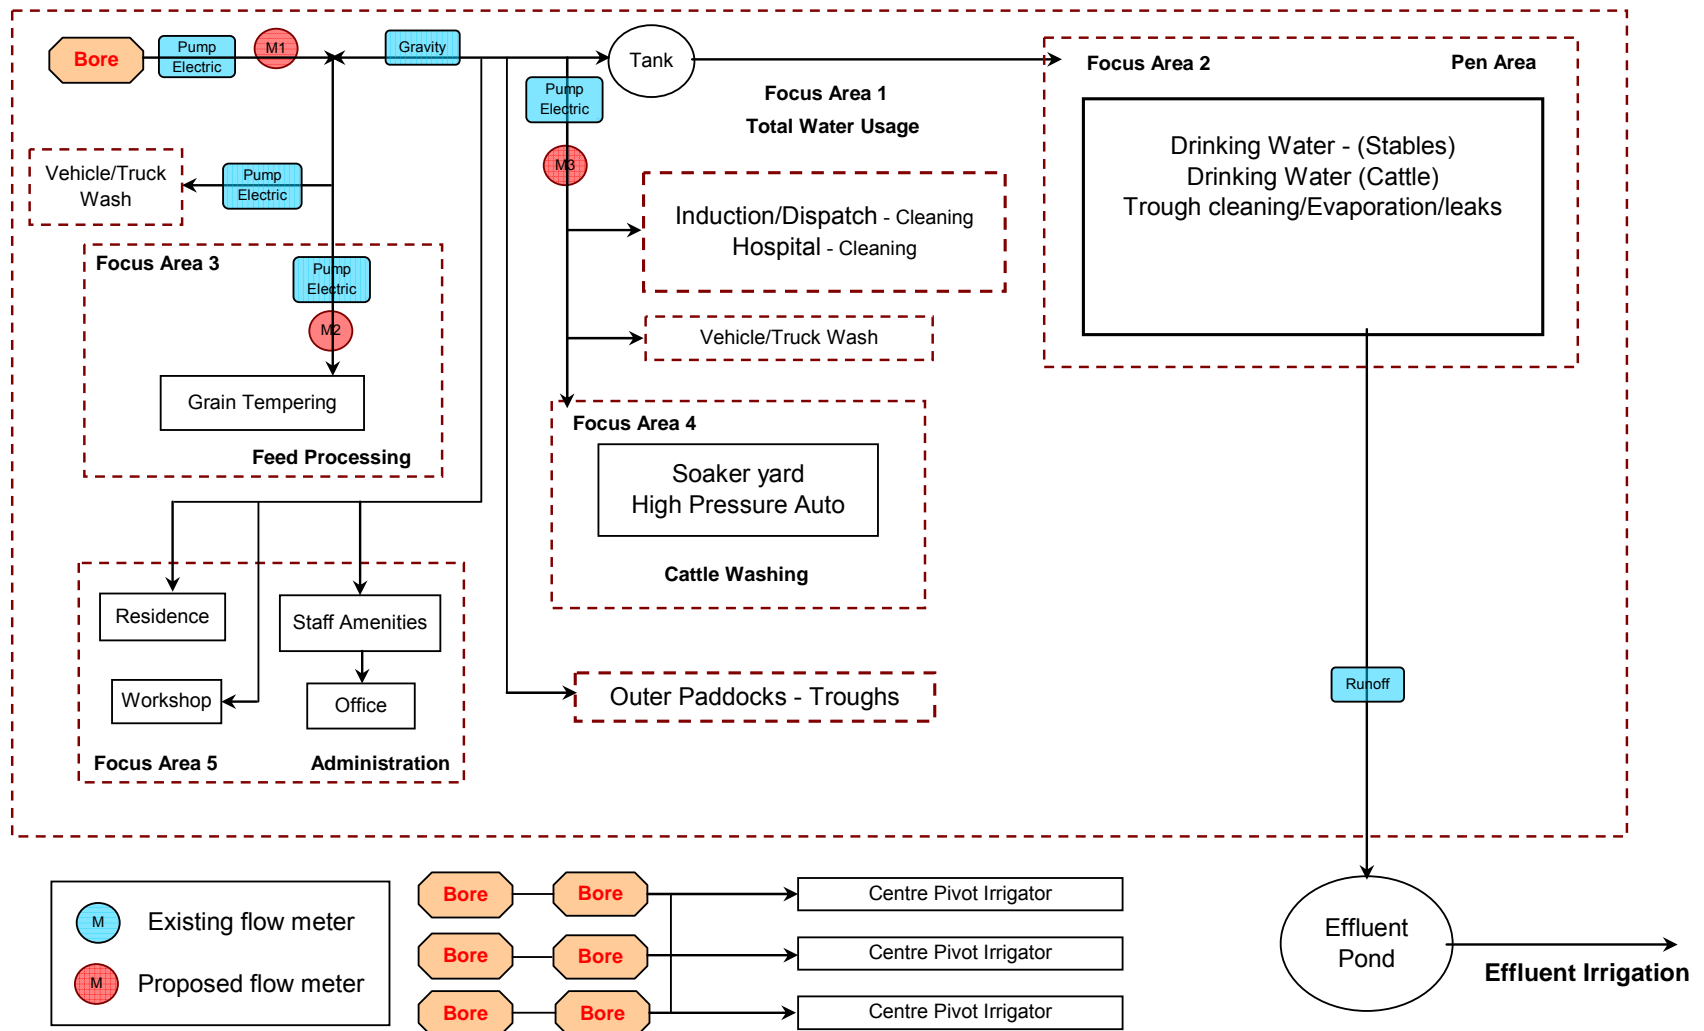 Bore
Pump
Electric
M1
Gravity
Tank
Pump
Electric
M3
Focus Area 1
Total Water Usage
Focus Area 2
Pen Area
Drinking Water - (Stables)
Drinking Water (Cattle)
Trough cleaning/Evaporation/leaks
Vehicle/Truck
Wash
Pump
Electric
Induction/Dispatch - Cleaning
Hospital - Cleaning
Focus Area 3
Pump
Electric
M2
Grain Tempering
Feed Processing
Vehicle/Truck Wash
Focus Area 4
Soaker yard
High Pressure Auto
Cattle Washing
Residence
Staff Amenities
Workshop
Office
Focus Area 5
Administration
Outer Paddocks - Troughs
Runoff
M
Existing flow meter
M
Proposed flow meter
Bore
Bore
Centre Pivot Irrigator
Bore
Bore
Centre Pivot Irrigator
Bore
Bore
Centre Pivot Irrigator
Effluent
Pond
Effluent Irrigation